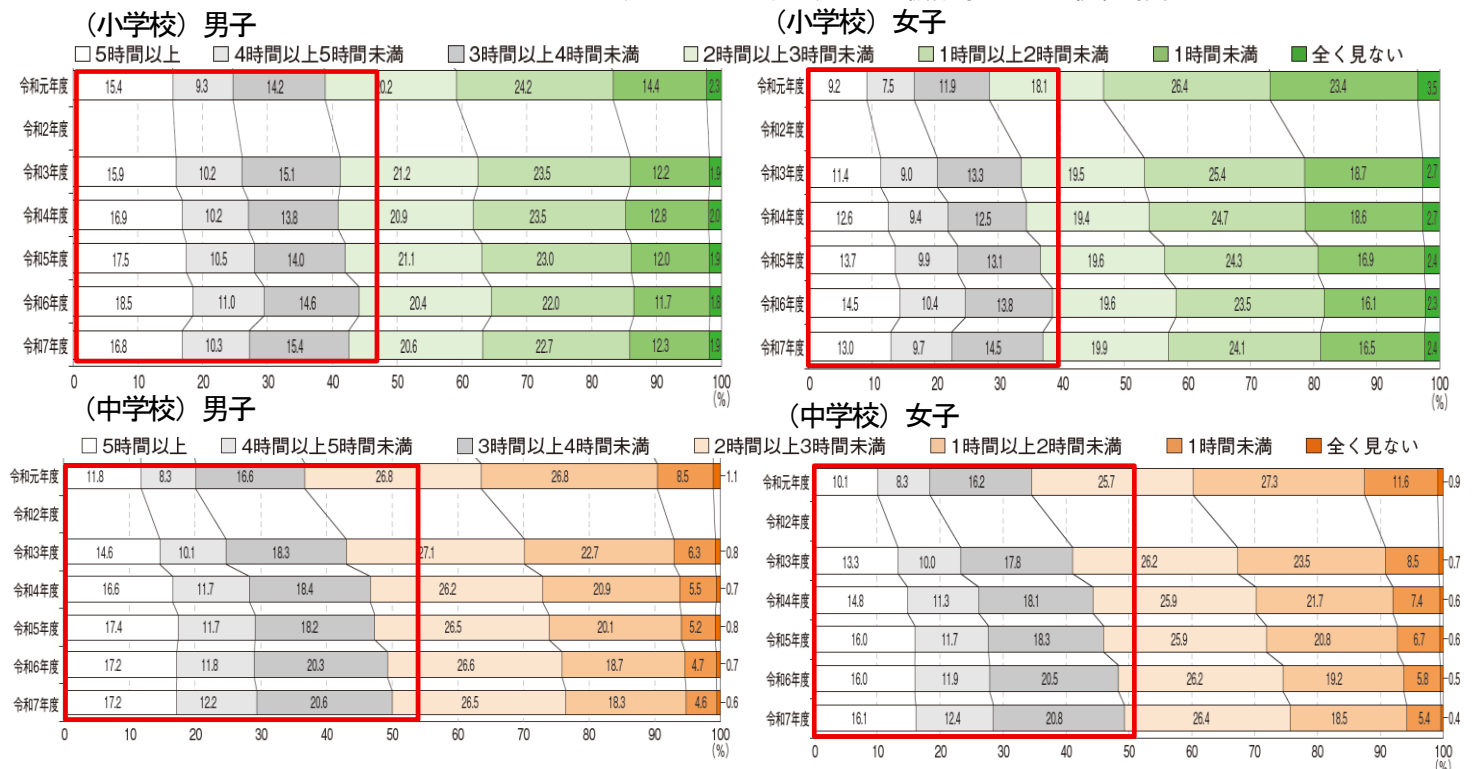 （小学校）男子
□ 5時間以上 ■ 4時間以上5時間未満 ■ 3時間以上4時間未満 ■ 2時間以上3時間未満 ■ 1時間以上2時間未満 ■ 1時間未満 ■ 全く見ない
令和元年度 15.4 9.3 14.2 20.2 24.2 14.4 2.3
令和2年度
令和3年度 15.9 10.2 15.1 21.2 23.5 12.2 1.9
令和4年度 16.9 10.2 13.8 20.9 23.5 12.8 2.0
令和5年度 17.5 10.5 14.0 21.1 23.0 12.0 1.9
令和6年度 18.5 11.0 14.6 20.4 22.0 11.7 1.8
令和7年度 16.8 10.3 15.4 20.6 22.7 12.3 1.9
0 10 20 30 40 50 60 70 80 90 100
(%)
（小学校）女子
令和元年度 9.2 7.5 11.9 18.1 26.4 23.4 3.5
令和2年度
令和3年度 11.4 9.0 13.3 19.5 25.4 18.7 2.7
令和4年度 12.6 9.4 12.5 19.4 24.7 18.6 2.7
令和5年度 13.7 9.9 13.1 19.6 24.3 16.9 2.4
令和6年度 14.5 10.4 13.8 19.6 23.5 16.1 2.3
令和7年度 13.0 9.7 14.5 19.9 24.1 16.5 2.4
0 10 20 30 40 50 60 70 80 90 100
(%)
（中学校）男子
□ 5時間以上 ■ 4時間以上5時間未満 ■ 3時間以上4時間未満 ■ 2時間以上3時間未満 ■ 1時間以上2時間未満 ■ 1時間未満 ■ 全く見ない
令和元年度 11.8 8.3 16.6 26.8 26.8 8.5 1.1
令和2年度
令和3年度 14.6 10.1 18.3 27.1 22.7 6.3 0.8
令和4年度 16.6 11.7 18.4 26.2 20.9 5.5 0.7
令和5年度 17.4 11.7 18.2 26.5 20.1 5.2 0.8
令和6年度 17.2 11.8 20.3 26.6 18.7 4.7 0.7
令和7年度 17.2 12.2 20.6 26.5 18.3 4.6 0.6
0 10 20 30 40 50 60 70 80 90 100
(%)
（中学校）女子
令和元年度 10.1 8.3 16.2 25.7 27.3 11.6 0.9
令和2年度
令和3年度 13.3 10.0 17.8 26.2 23.5 8.5 0.7
令和4年度 14.8 11.3 18.1 25.9 21.7 7.4 0.6
令和5年度 16.0 11.7 18.3 25.9 20.8 6.7 0.6
令和6年度 16.0 11.9 20.5 26.2 19.2 5.8 0.5
令和7年度 16.1 12.4 20.8 26.4 18.5 5.4 0.4
0 10 20 30 40 50 60 70 80 90 100
(%)